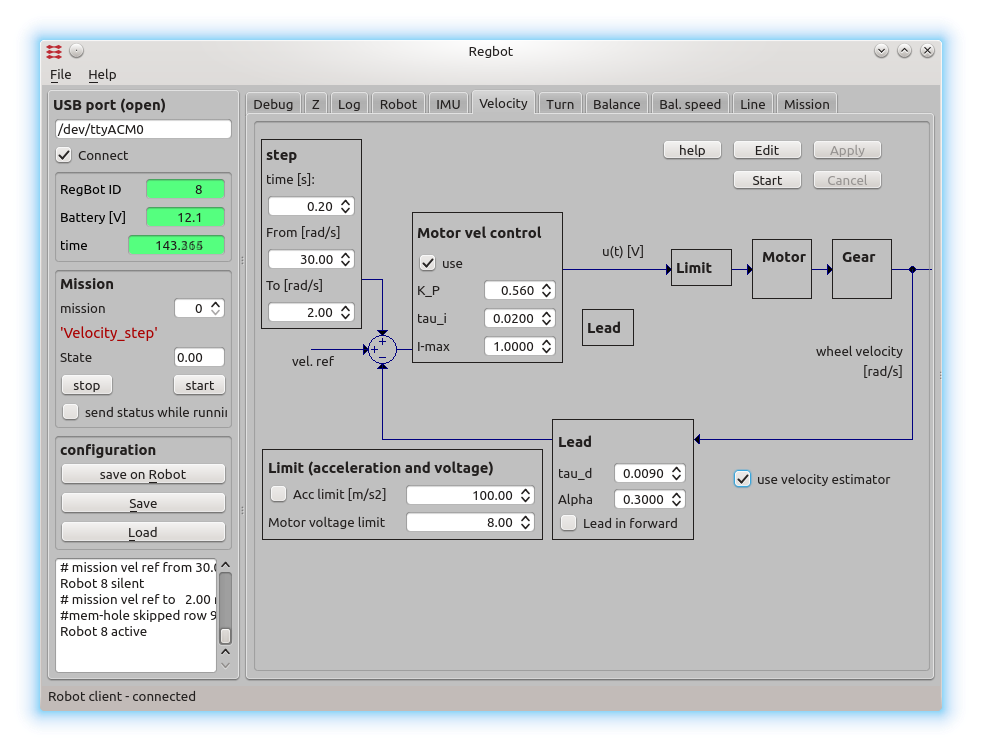 Regbot
File Help
USB port (open)
/dev/ttyACM0
Connect
RegBot ID 8
Battery [V] 12.1
time 143.365
Mission
mission 0
'Velocity_step'
State 0.00
stop start
send status while runnin
configuration
save on Robot
Save
Load
# mission vel ref from 30.0
Robot 8 silent
# mission vel ref to 2.00 r
#mem-hole skipped row 9
Robot 8 active
Debug Z Log Robot IMU Velocity Turn Balance Bal. speed Line Mission
step
time [s]:
0.20
From [rad/s]
30.00
To [rad/s]
2.00
help Edit Apply
Start Cancel
Motor vel control
use
K_P 0.560
tau_i 0.0200
I-max 1.0000
vel. ref
u(t) [V]
Limit
Motor
Gear
Lead
wheel velocity
[rad/s]
Lead
tau_d 0.0090
Alpha 0.3000
Lead in forward
use velocity estimator
Limit (acceleration and voltage)
Acc limit [m/s2] 100.00
Motor voltage limit 8.00
Robot client - connected